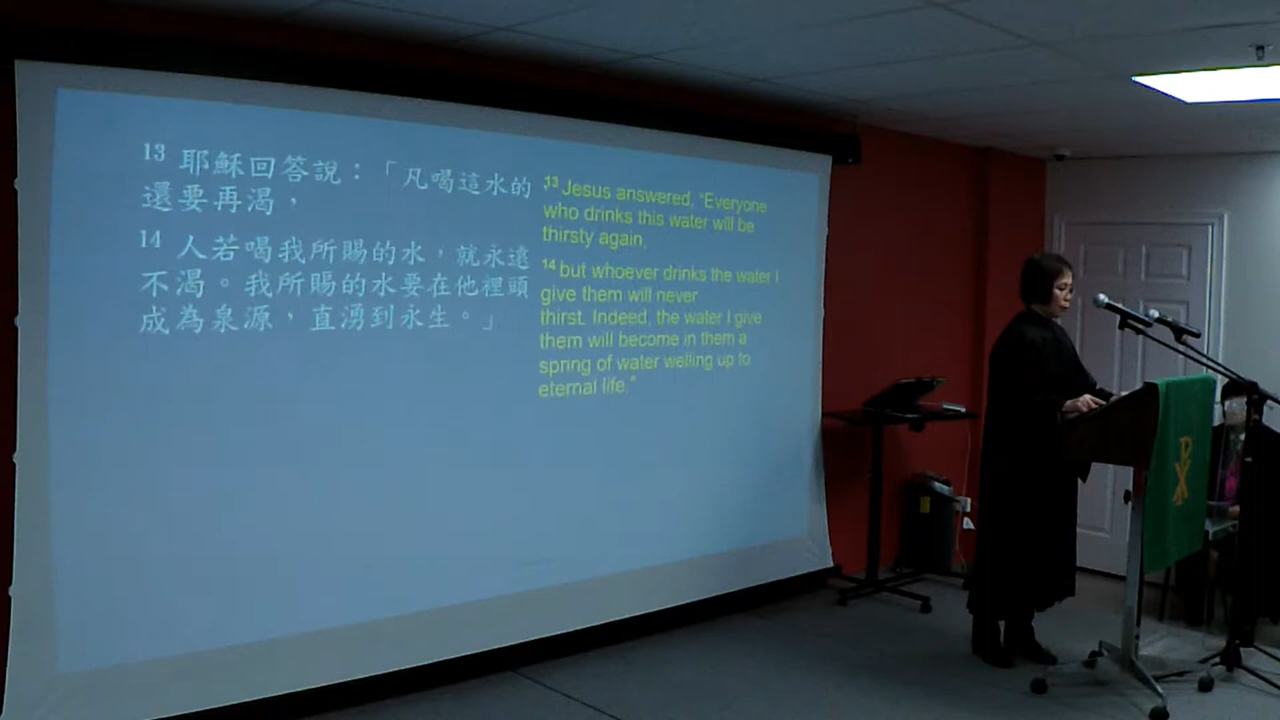 13 耶穌回答說：「凡喝這水的
還要再渴，
14 人若喝我所賜的水，就永遠
不渴。我所賜的水要在他裡頭
成為泉源，直湧到永生。」
13 Jesus answered, “Everyone
who drinks this water will be
thirsty again,
14 but whoever drinks the water I
give them will never
thirst. Indeed, the water I give
them will become in them a
spring of water welling up to
eternal life.”